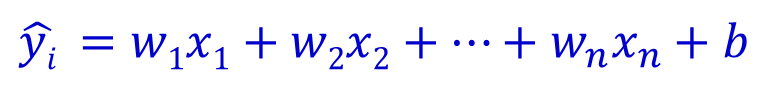 ŷᵢ = w₁x₁ + w₂x₂ + ⋯ + wₙxₙ + b